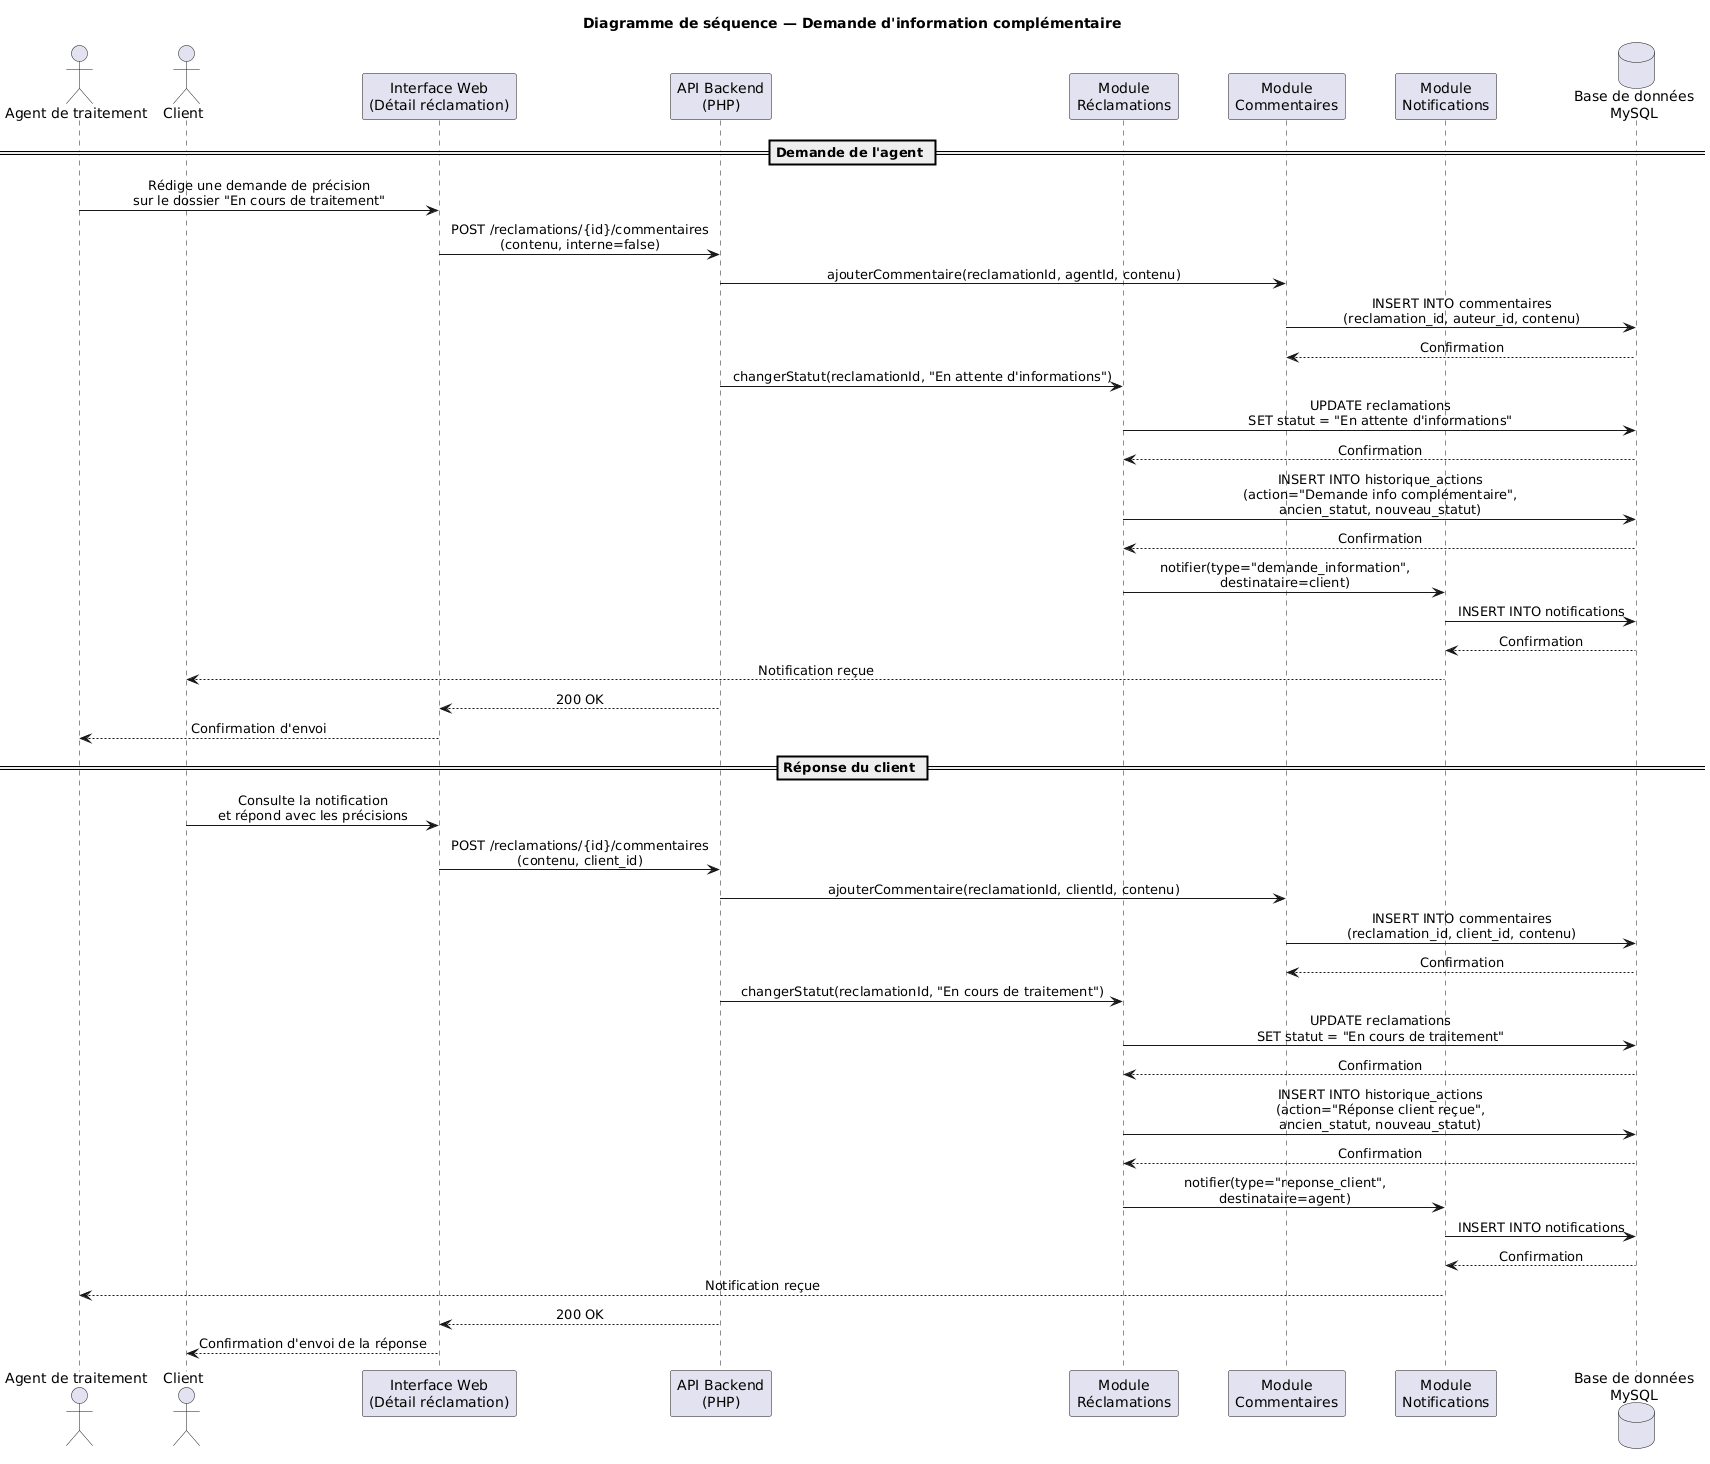 Diagramme de séquence — Demande d'information complémentaire
Agent de traitement
Client
Interface Web
(Détail réclamation)
API Backend
(PHP)
Module
Réclamations
Module
Commentaires
Module
Notifications
Base de données
MySQL
Demande de l'agent
Rédige une demande de précision
sur le dossier "En cours de traitement"
POST /reclamations/{id}/commentaires
(contenu, interne=false)
ajouterCommentaire(reclamationId, agentId, contenu)
INSERT INTO commentaires
(reclamation_id, auteur_id, contenu)
Confirmation
changerStatut(reclamationId, "En attente d'informations")
UPDATE reclamations
SET statut = "En attente d'informations"
Confirmation
INSERT INTO historique_actions
(action="Demande info complémentaire",
ancien_statut, nouveau_statut)
Confirmation
notifier(type="demande_information",
destinataire=client)
INSERT INTO notifications
Confirmation
Notification reçue
200 OK
Confirmation d'envoi
Réponse du client
Consulte la notification
et répond avec les précisions
POST /reclamations/{id}/commentaires
(contenu, client_id)
ajouterCommentaire(reclamationId, clientId, contenu)
INSERT INTO commentaires
(reclamation_id, client_id, contenu)
Confirmation
changerStatut(reclamationId, "En cours de traitement")
UPDATE reclamations
SET statut = "En cours de traitement"
Confirmation
INSERT INTO historique_actions
(action="Réponse client reçue",
ancien_statut, nouveau_statut)
Confirmation
notifier(type="reponse_client",
destinataire=agent)
INSERT INTO notifications
Confirmation
Notification reçue
200 OK
Confirmation d'envoi de la réponse
Agent de traitement
Client
Interface Web
(Détail réclamation)
API Backend
(PHP)
Module
Réclamations
Module
Commentaires
Module
Notifications
Base de données
MySQL